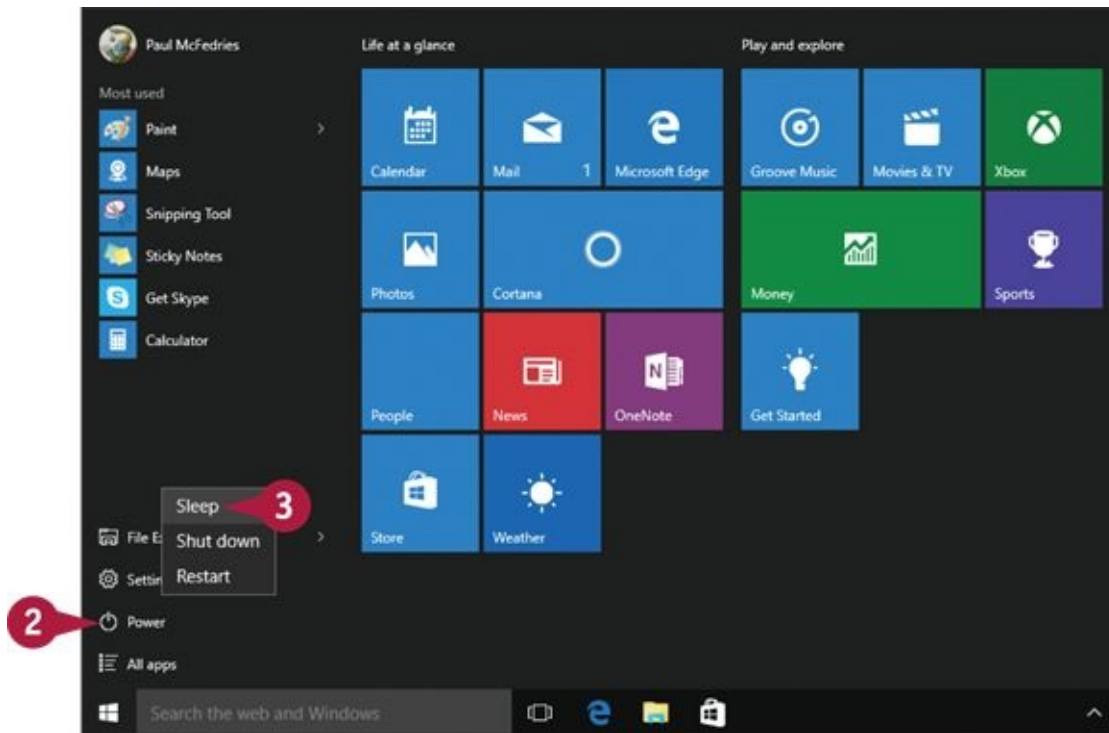 Paul McFedries
Most used
Paint
Maps
Snipping Tool
Sticky Notes
Get Skype
Calculator
Sleep 3
File E
Shut down
Settin
Restart
2 Power
All apps
Search the web and Windows
Life at a glance
Calendar
Mail 1
Microsoft Edge
Photos
Cortana
People
News
OneNote
Store
Weather
Play and explore
Groove Music
Movies & TV
Xbox
Money
Sports
Get Started